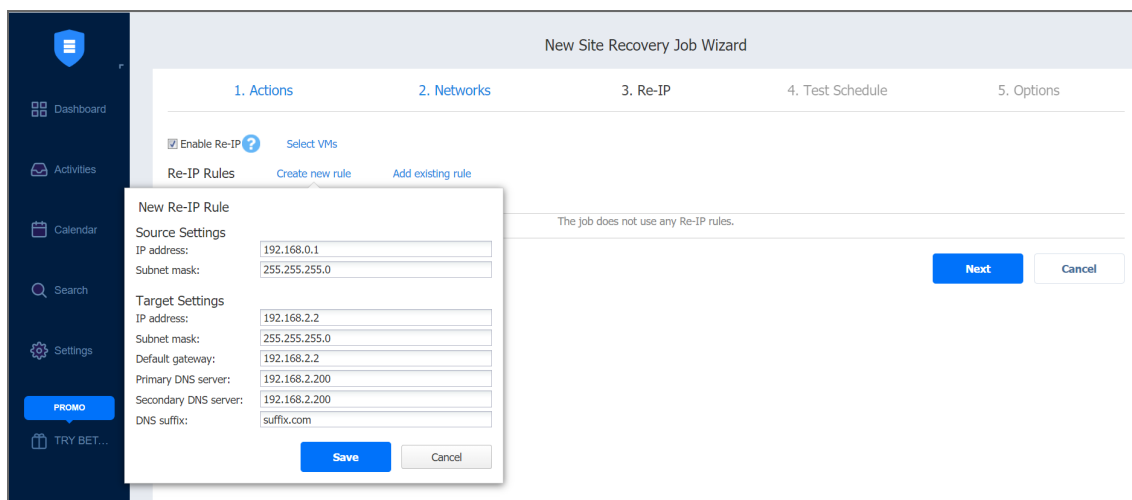 New Site Recovery Job Wizard
1. Actions 2. Networks 3. Re-IP 4. Test Schedule 5. Options
Dashboard
Activities
Calendar
Search
Settings
PROMO
TRY BET...
Enable Re-IP ? Select VMs
Re-IP Rules Create new rule Add existing rule
The job does not use any Re-IP rules.
Next Cancel
New Re-IP Rule
Source Settings
IP address: 192.168.0.1
Subnet mask: 255.255.255.0
Target Settings
IP address: 192.168.2.2
Subnet mask: 255.255.255.0
Default gateway: 192.168.2.2
Primary DNS server: 192.168.2.200
Secondary DNS server: 192.168.2.200
DNS suffix: suffix.com
Save Cancel